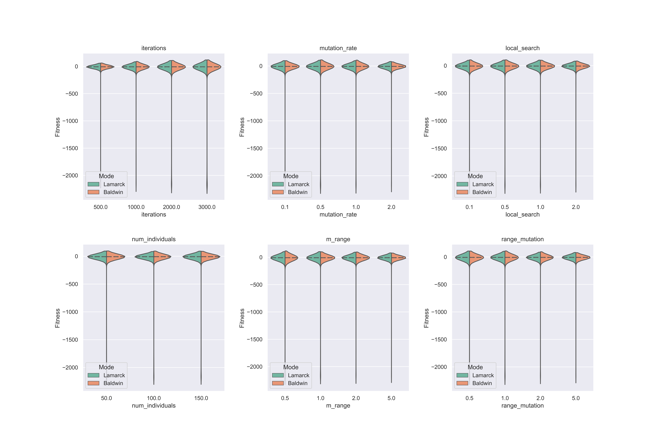 iterations
Fitness
0
−500
−1000
−1500
−2000
Mode
Lamarck
Baldwin
500.0 1000.0 2000.0 3000.0
iterations
mutation_rate
Fitness
0
−500
−1000
−1500
−2000
Mode
Lamarck
Baldwin
0.1 0.5 1.0 2.0
mutation_rate
local_search
Fitness
0
−500
−1000
−1500
−2000
Mode
Lamarck
Baldwin
0.1 0.5 1.0 2.0
local_search
num_individuals
Fitness
0
−500
−1000
−1500
−2000
Mode
Lamarck
Baldwin
50.0 100.0 150.0
num_individuals
m_range
Fitness
0
−500
−1000
−1500
−2000
Mode
Lamarck
Baldwin
0.5 1.0 2.0 5.0
m_range
range_mutation
Fitness
0
−500
−1000
−1500
−2000
Mode
Lamarck
Baldwin
0.5 1.0 2.0 5.0
range_mutation